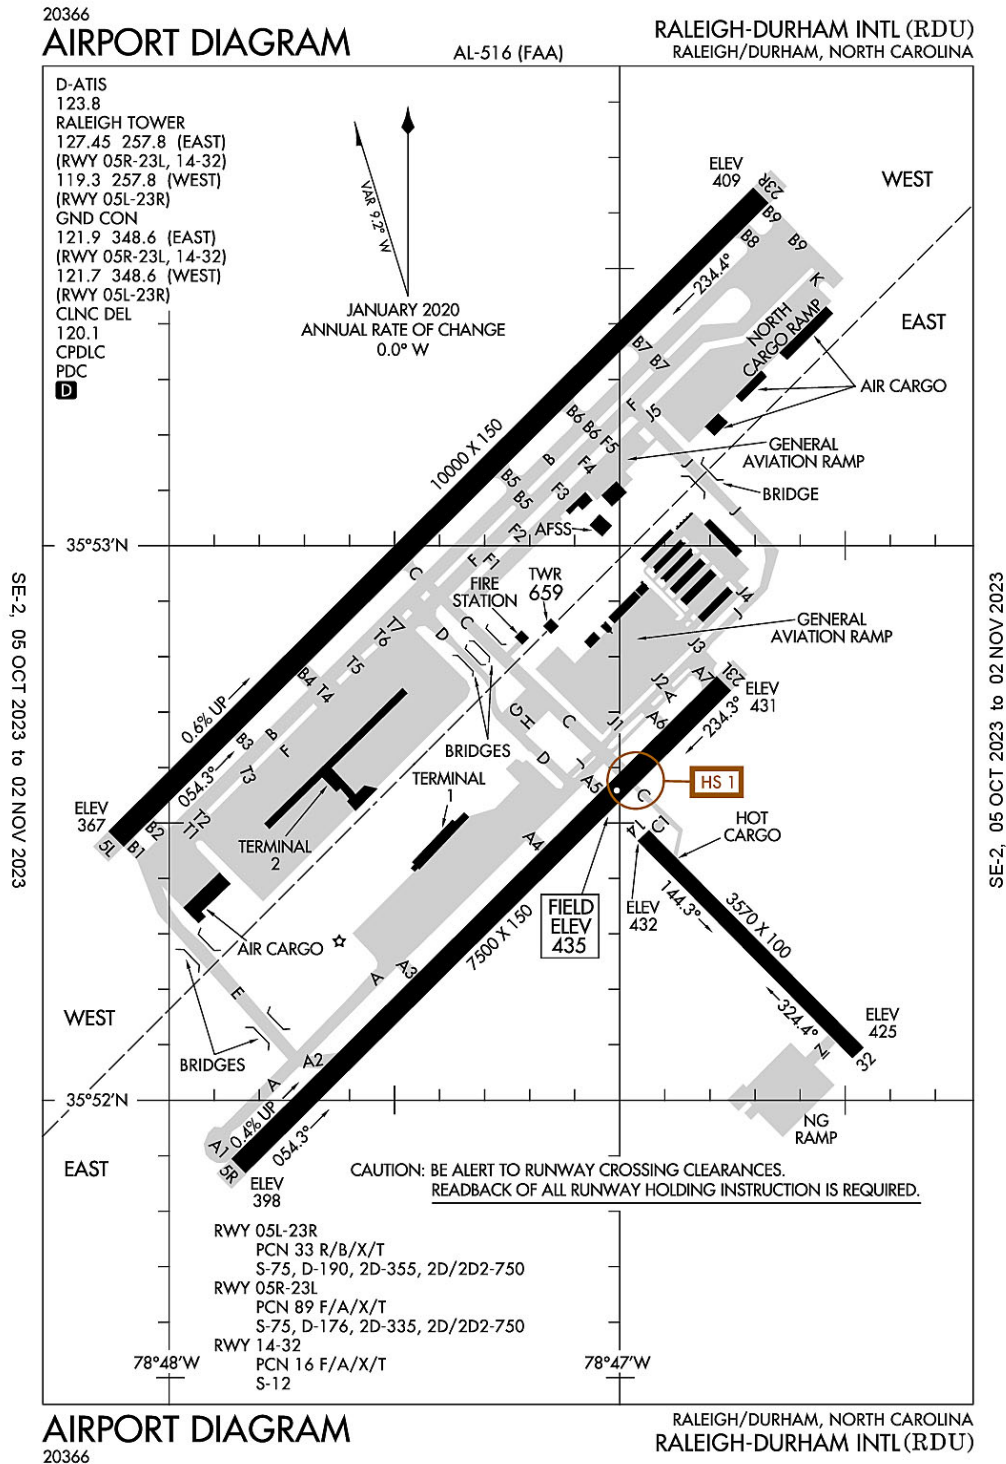 20366
AIRPORT DIAGRAM
AL-516 (FAA)
RALEIGH-DURHAM INTL (RDU)
RALEIGH/DURHAM, NORTH CAROLINA
D-ATIS
123.8
RALEIGH TOWER
127.45 257.8 (EAST)
(RWY 05R-23L, 14-32)
119.3 257.8 (WEST)
(RWY 05L-23R)
GND CON
121.9 348.6 (EAST)
(RWY 05R-23L, 14-32)
121.7 348.6 (WEST)
(RWY 05L-23R)
CLNC DEL
120.1
CPDLC
PDC
D
VAR 9.2° W
JANUARY 2020
ANNUAL RATE OF CHANGE
0.0° W
ELEV
409
23R
WEST
B9
B8
B9
K
234.4°
EAST
NORTH
CARGO RAMP
AIR CARGO
B7
B7
F
J5
B6
B6
F5
GENERAL
AVIATION RAMP
10000 X 150
B
F4
J
BRIDGE
B5
B5
F3
J
AFSS
F2
35°53'N
F
F1
C
FIRE
STATION
TWR
659
J4
J
GENERAL
AVIATION RAMP
T7
D
C
T6
J3
T5
A7
23L
ELEV
431
B4
T4
J2
A
234.3°
0.6% UP
G
H
C
J1
A6
B3
B
F
BRIDGES
D
J
A5
HS 1
054.3°
T3
TERMINAL
1
C
HOT
CARGO
ELEV
367
5L
B1
B2
T1
T2
TERMINAL
2
A4
14
C1
FIELD
ELEV
435
ELEV
432
144.3°
3570 X 100
7500 X 150
AIR CARGO
A
A3
E
324.4°
ELEV
425
WEST
BRIDGES
A2
N1
32
A
35°52'N
0.4% UP
054.3°
NG
RAMP
A1
5R
EAST
ELEV
398
CAUTION: BE ALERT TO RUNWAY CROSSING CLEARANCES.
READBACK OF ALL RUNWAY HOLDING INSTRUCTION IS REQUIRED.
RWY 05L-23R
PCN 33 R/B/X/T
S-75, D-190, 2D-355, 2D/2D2-750
RWY 05R-23L
PCN 89 F/A/X/T
S-75, D-176, 2D-335, 2D/2D2-750
RWY 14-32
PCN 16 F/A/X/T
S-12
78°48'W
78°47'W
SE-2, 05 OCT 2023 to 02 NOV 2023
SE-2, 05 OCT 2023 to 02 NOV 2023
AIRPORT DIAGRAM
20366
RALEIGH/DURHAM, NORTH CAROLINA
RALEIGH-DURHAM INTL (RDU)